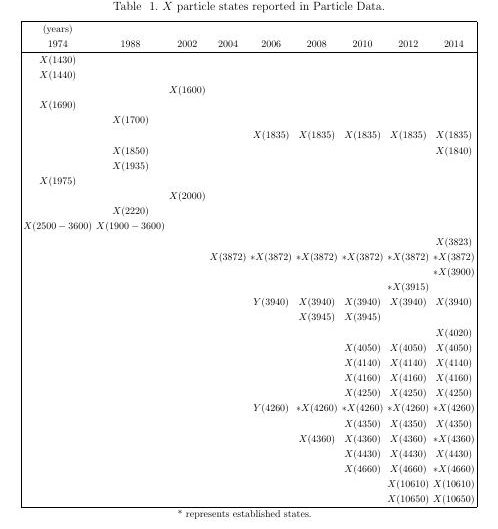 Table 1. X particle states reported in Particle Data.
(years)
1974 1988 2002 2004 2006 2008 2010 2012 2014
X(1430)
X(1440)
X(1600)
X(1690)
X(1700)
X(1835) X(1835) X(1835) X(1835) X(1835)
X(1850) X(1840)
X(1935)
X(1975)
X(2000)
X(2220)
X(2500 − 3600) X(1900 − 3600)
X(3823)
X(3872) *X(3872) *X(3872) *X(3872) *X(3872) *X(3872)
*X(3900)
*X(3915)
Y(3940) X(3940) X(3940) X(3940) X(3940)
X(3945) X(3945)
X(4020)
X(4050) X(4050) X(4050)
X(4140) X(4140) X(4140)
X(4160) X(4160) X(4160)
X(4250) X(4250) X(4250)
Y(4260) *X(4260) *X(4260) *X(4260) *X(4260)
X(4350) X(4350) X(4350)
X(4360) X(4360) X(4360) *X(4360)
X(4430) X(4430) X(4430)
X(4660) X(4660) *X(4660)
X(10610) X(10610)
X(10650) X(10650)
* represents established states.